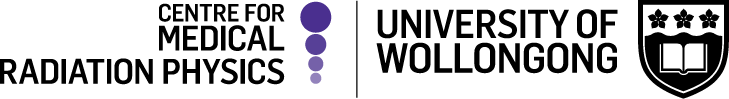 CENTRE FOR
MEDICAL
RADIATION PHYSICS
UNIVERSITY OF
WOLLONGONG